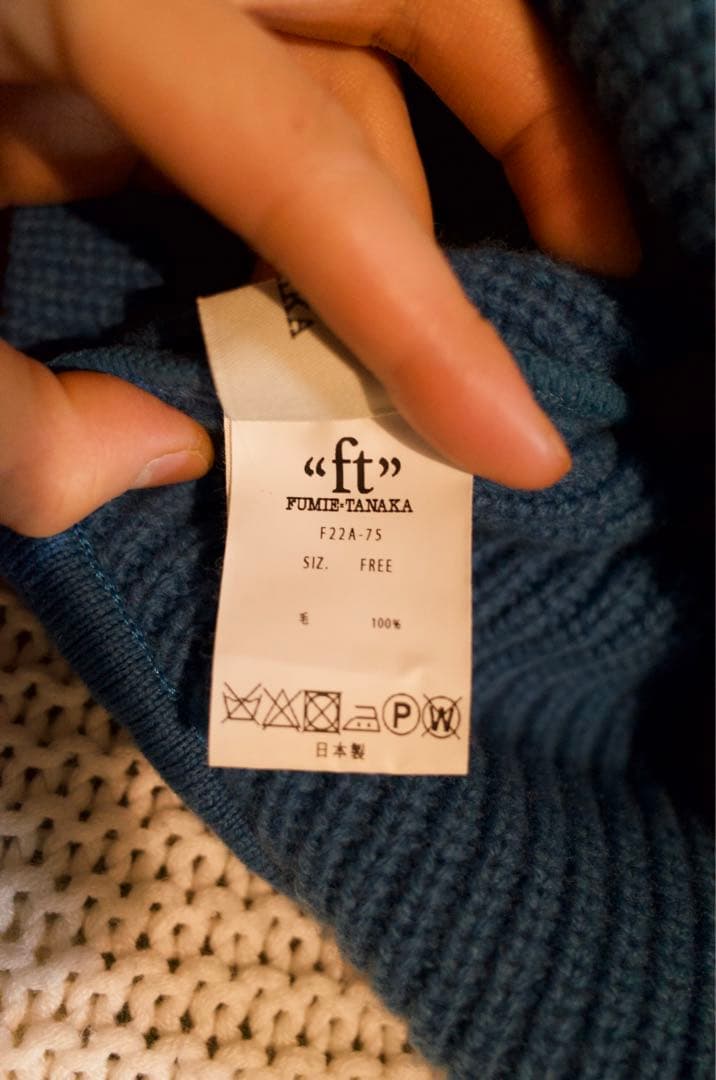 “ft”
FUMIE=TANAKA
F22A-75
SIZ. FREE
毛 100%
P W
日本製